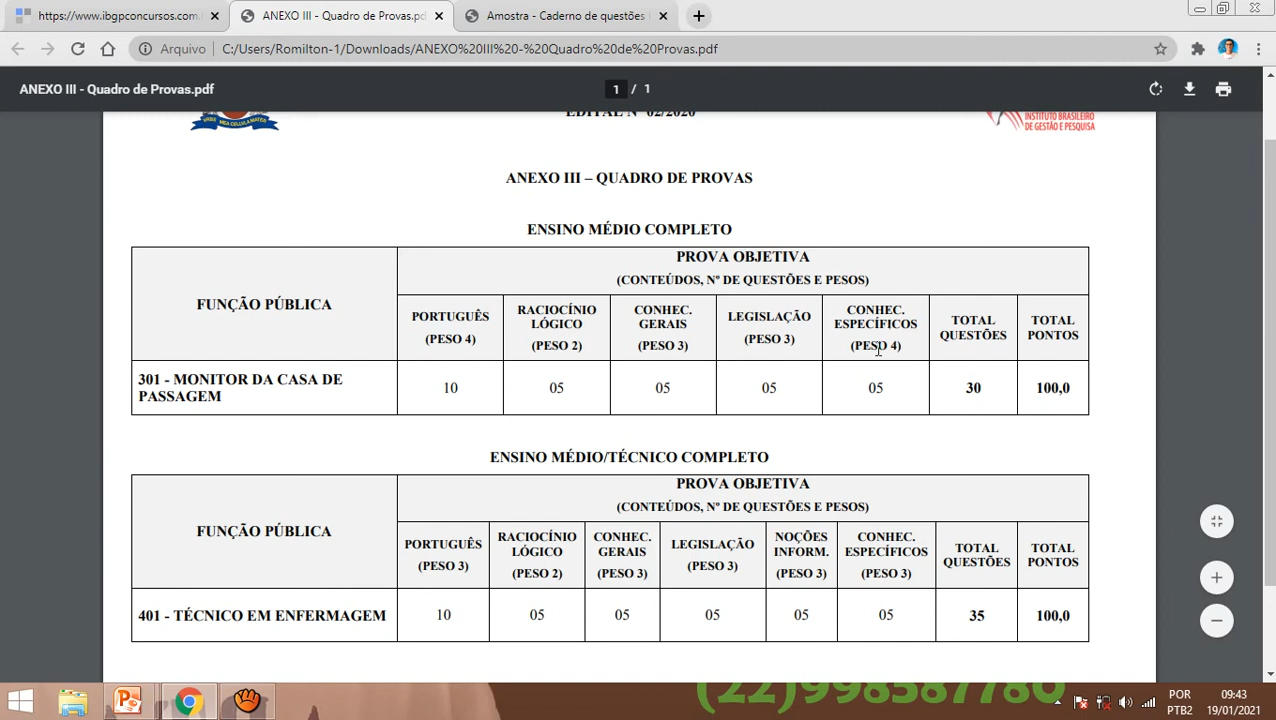 https://www.ibgpconcursos.com.
ANEXO III - Quadro de Provas.pdf
Amostra - Caderno de questões
Arquivo
C:/Users/Romilton-1/Downloads/ANEXO%20III%20-%20Quadro%20de%20Provas.pdf
ANEXO III - Quadro de Provas.pdf
1 / 1
EDITAL Nº 02/2020
INSTITUTO BRASILEIRO
DE GESTÃO E PESQUISA
ANEXO III – QUADRO DE PROVAS
ENSINO MÉDIO COMPLETO
FUNÇÃO PÚBLICA
PROVA OBJETIVA
(CONTEÚDOS, Nº DE QUESTÕES E PESOS)
PORTUGUÊS
(PESO 4)
RACIOCÍNIO
LÓGICO
(PESO 2)
CONHEC.
GERAIS
(PESO 3)
LEGISLAÇÃO
(PESO 3)
CONHEC.
ESPECÍFICOS
(PESO 4)
TOTAL
QUESTÕES
TOTAL
PONTOS
301 - MONITOR DA CASA DE
PASSAGEM
10
05
05
05
05
30
100,0
ENSINO MÉDIO/TÉCNICO COMPLETO
FUNÇÃO PÚBLICA
PROVA OBJETIVA
(CONTEÚDOS, Nº DE QUESTÕES E PESOS)
PORTUGUÊS
(PESO 3)
RACIOCÍNIO
LÓGICO
(PESO 2)
CONHEC.
GERAIS
(PESO 3)
LEGISLAÇÃO
(PESO 3)
NOÇÕES
INFORM.
(PESO 3)
CONHEC.
ESPECÍFICOS
(PESO 3)
TOTAL
QUESTÕES
TOTAL
PONTOS
401 - TÉCNICO EM ENFERMAGEM
10
05
05
05
05
05
35
100,0
(22)998587780
POR
PTB2
09:43
19/01/2021